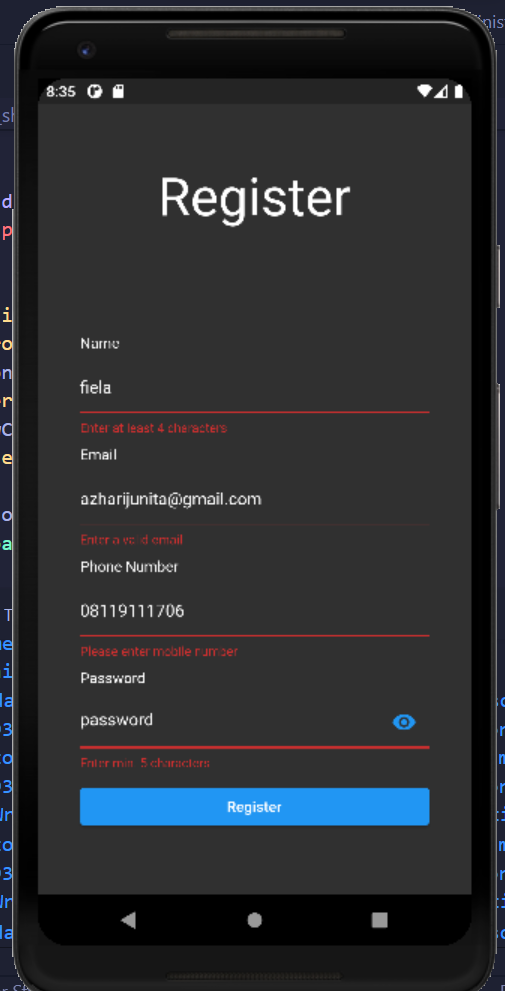 8:35
Register
Name
fiela
Enter at least 4 characters
Email
azharijunita@gmail.com
Enter a valid email
Phone Number
08119111706
Please enter mobile number
Password
password
Enter min. 5 characters
Register